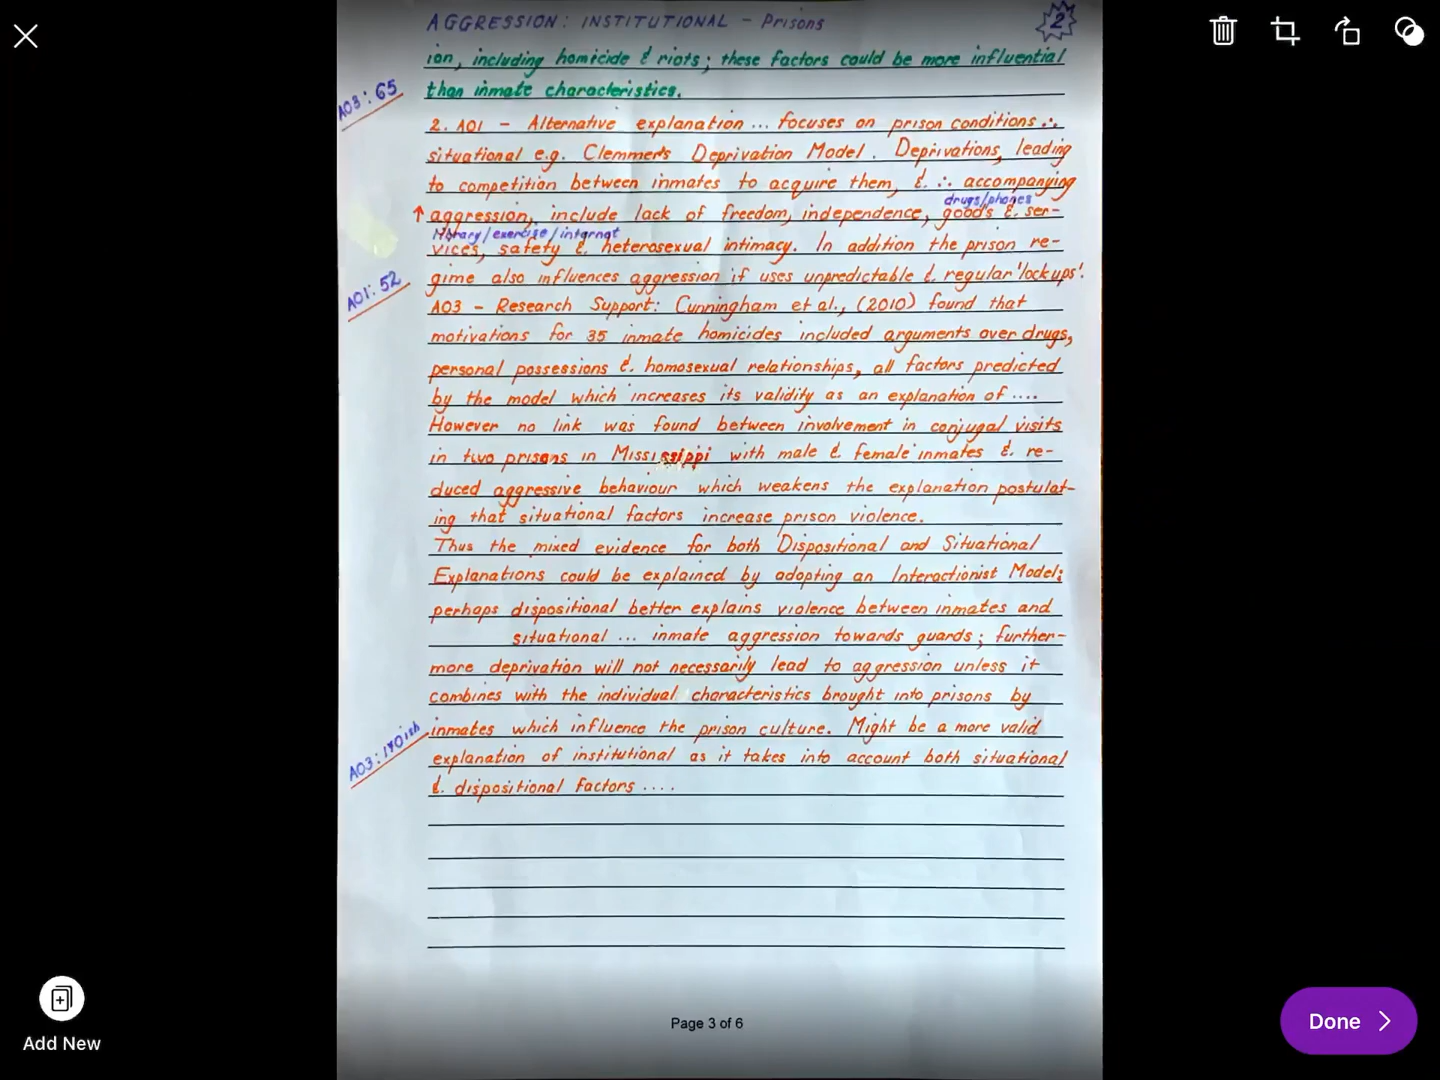 AGGRESSION: INSTITUTIONAL - Prisons
2
ion, including homicide & riots; these factors could be more influential
than inmate characteristics.
AO3: 65
2. AO1 - Alternative explanation ... focuses on prison conditions ∴
situational e.g. Clemmer's Deprivation Model. Deprivations, leading
to competition between inmates to acquire them, & ∴ accompanying
drugs/phones
↑ aggression, include lack of freedom, independence, goods & ser-
library/exercise/internet
vices, safety & heterosexual intimacy. In addition the prison re-
gime also influences aggression if uses unpredictable & regular 'lockups'.
AO1: 52
AO3 - Research Support: Cunningham et al., (2010) found that
motivations for 35 inmate homicides included arguments over drugs,
personal possessions & homosexual relationships, all factors predicted
by the model which increases its validity as an explanation of ....
However no link was found between involvement in conjugal visits
in two prisons in Mississippi with male & female inmates & re-
duced aggressive behaviour which weakens the explanation postulat-
ing that situational factors increase prison violence.
Thus the mixed evidence for both Dispositional and Situational
Explanations could be explained by adopting an Interactionist Model;
perhaps dispositional better explains violence between inmates and
situational ... inmate aggression towards guards; further-
more deprivation will not necessarily lead to aggression unless it
combines with the individual characteristics brought into prisons by
inmates which influence the prison culture. Might be a more valid
AO3: 170ish
explanation of institutional as it takes into account both situational
& dispositional factors ....
Page 3 of 6
Add New
Done